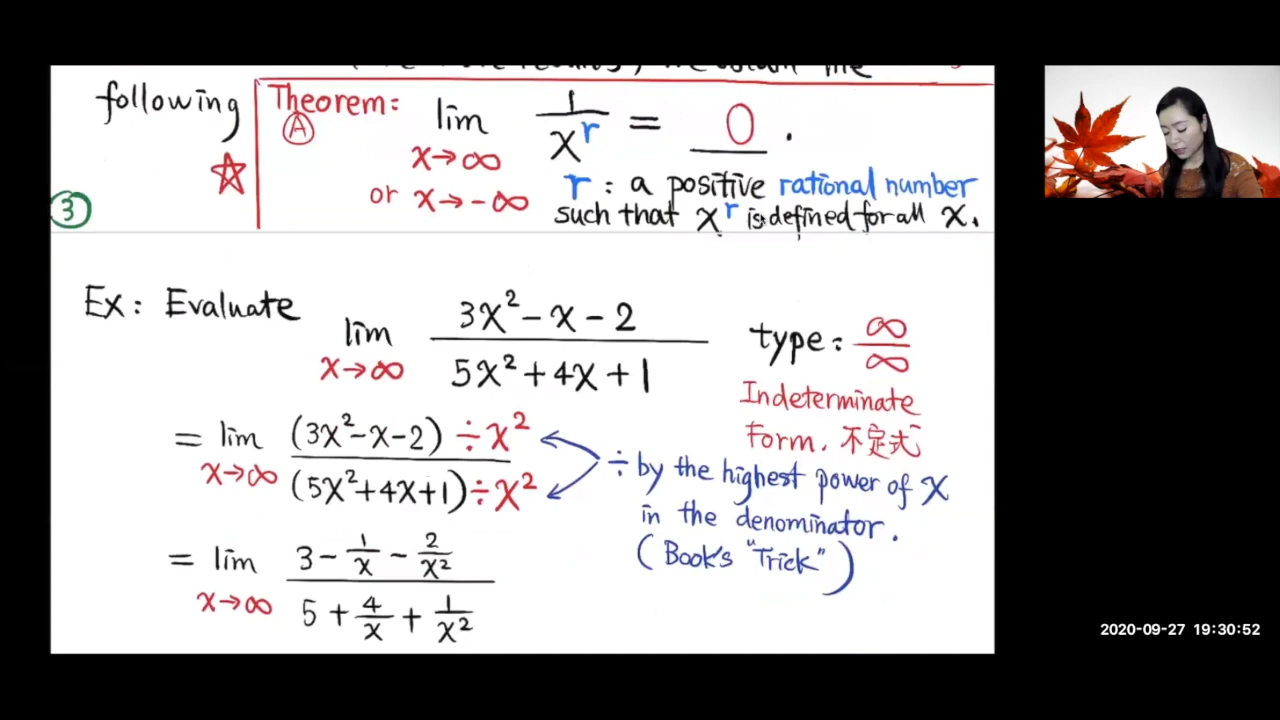 following
Theorem: lim 1/x^r = 0 .
Ⓐ
x→∞
or x→-∞
r : a positive rational number
③
such that x^r is defined for all x.
Ex: Evaluate
lim (3x²-x-2)/(5x²+4x+1)
x→∞
type: ∞/∞
Indeterminate
Form. 不定式
= lim (3x²-x-2)÷x²/(5x²+4x+1)÷x²
x→∞
÷ by the highest power of x
in the denominator.
(Book's "Trick")
= lim (3 - 1/x - 2/x²)/(5 + 4/x + 1/x²)
x→∞
2020-09-27 19:30:52